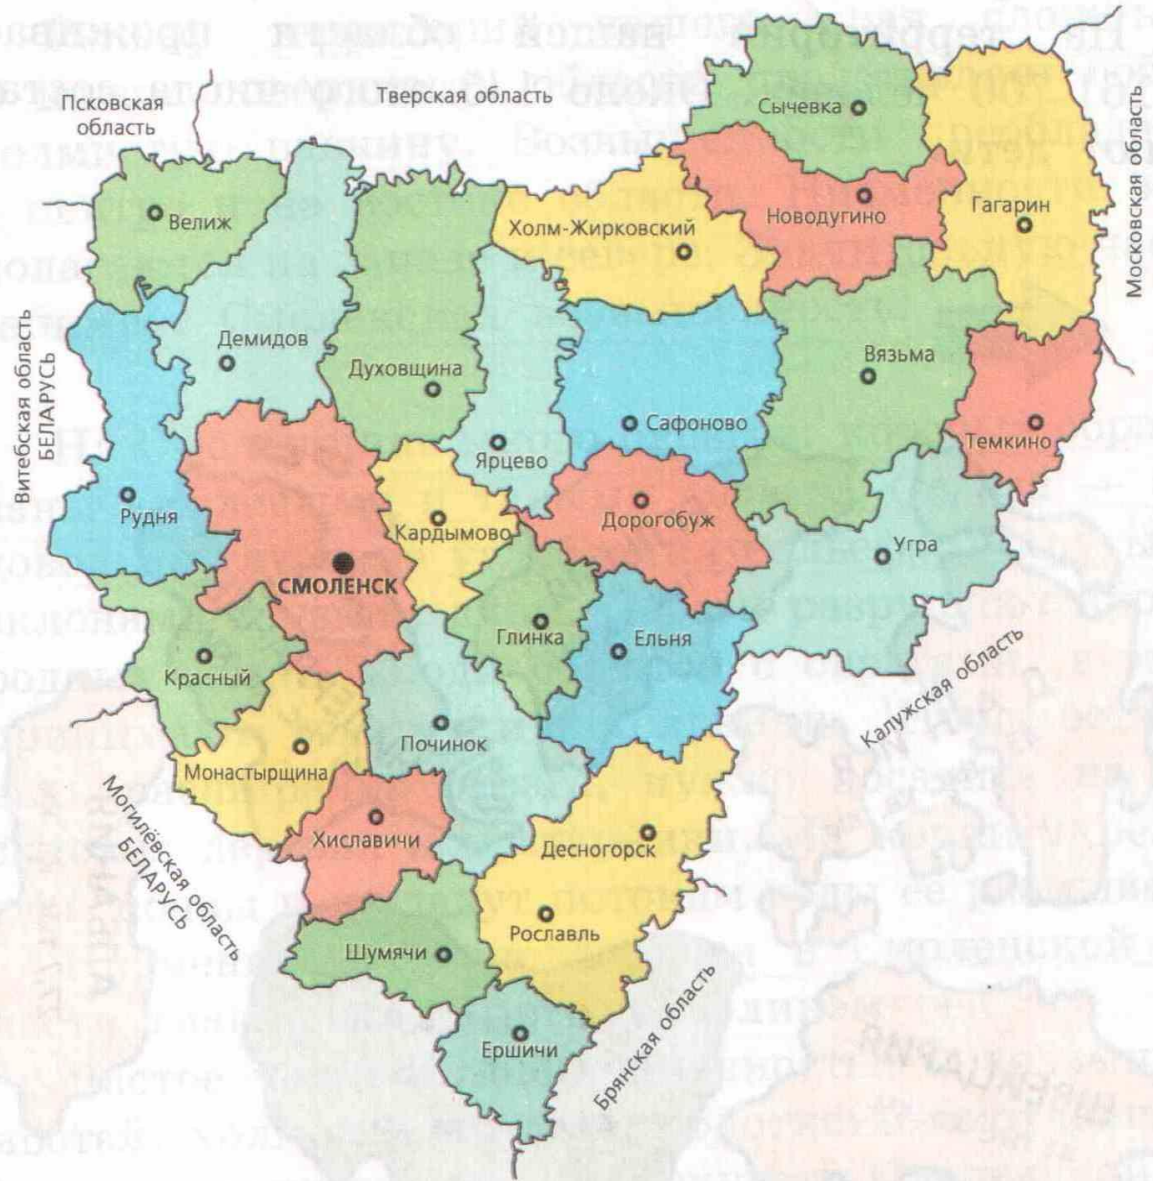 Псковская
область
Тверская область
Московская область
Сычевка
Новодугино
Гагарин
Велиж
Холм-Жирковский
Витебская область
БЕЛАРУСЬ
Демидов
Духовщина
Вязьма
Сафоново
Темкино
Ярцево
Рудня
Кардымово
Дорогобуж
Угра
СМОЛЕНСК
Глинка
Ельня
Красный
Калужская область
Починок
Монастырщина
Могилёвская область
БЕЛАРУСЬ
Хиславичи
Десногорск
Рославль
Шумячи
Ершичи
Брянская область